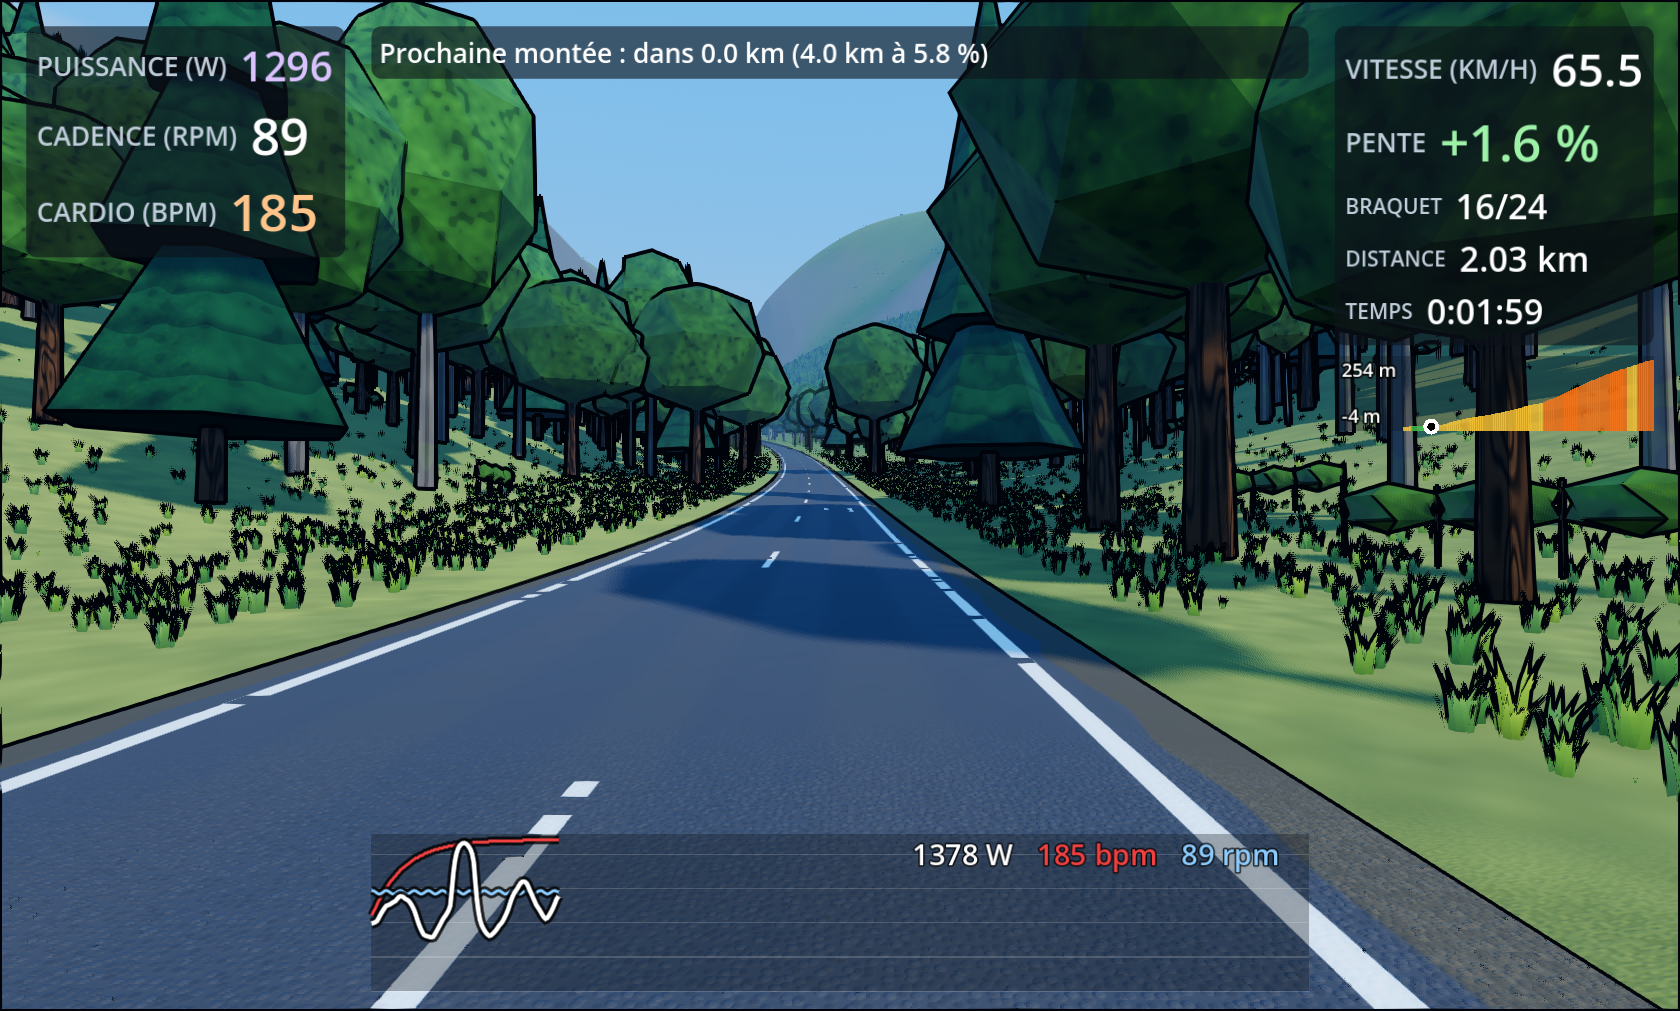 PUISSANCE (W) 1296
CADENCE (RPM) 89
CARDIO (BPM) 185
Prochaine montée : dans 0.0 km (4.0 km à 5.8 %)
VITESSE (KM/H) 65.5
PENTE +1.6 %
BRAQUET 16/24
DISTANCE 2.03 km
TEMPS 0:01:59
254 m
-4 m
1378 W 185 bpm 89 rpm